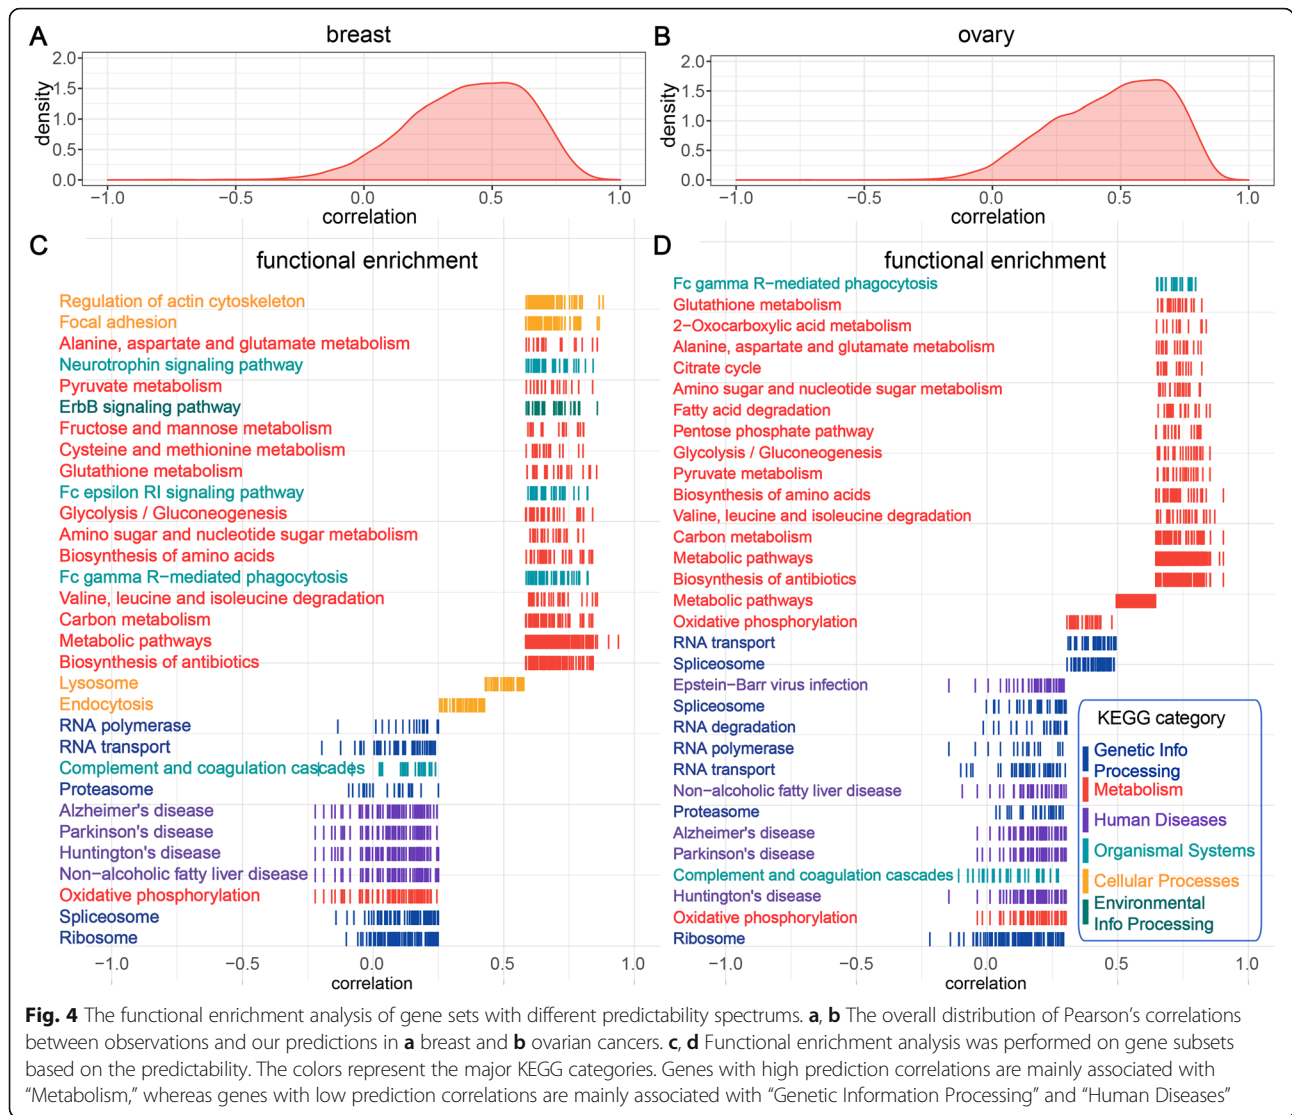 A
breast
density
2.0
1.5
1.0
0.5
0.0
−1.0 −0.5 0.0 0.5 1.0
correlation
B
ovary
density
2.0
1.5
1.0
0.5
0.0
−1.0 −0.5 0.0 0.5 1.0
correlation
C
functional enrichment
Regulation of actin cytoskeleton
Focal adhesion
Alanine, aspartate and glutamate metabolism
Neurotrophin signaling pathway
Pyruvate metabolism
ErbB signaling pathway
Fructose and mannose metabolism
Cysteine and methionine metabolism
Glutathione metabolism
Fc epsilon RI signaling pathway
Glycolysis / Gluconeogenesis
Amino sugar and nucleotide sugar metabolism
Biosynthesis of amino acids
Fc gamma R−mediated phagocytosis
Valine, leucine and isoleucine degradation
Carbon metabolism
Metabolic pathways
Biosynthesis of antibiotics
Lysosome
Endocytosis
RNA polymerase
RNA transport
Complement and coagulation cascades
Proteasome
Alzheimer's disease
Parkinson's disease
Huntington's disease
Non−alcoholic fatty liver disease
Oxidative phosphorylation
Spliceosome
Ribosome
−1.0 −0.5 0.0 0.5 1.0
correlation
D
functional enrichment
Fc gamma R−mediated phagocytosis
Glutathione metabolism
2−Oxocarboxylic acid metabolism
Alanine, aspartate and glutamate metabolism
Citrate cycle
Amino sugar and nucleotide sugar metabolism
Fatty acid degradation
Pentose phosphate pathway
Glycolysis / Gluconeogenesis
Pyruvate metabolism
Biosynthesis of amino acids
Valine, leucine and isoleucine degradation
Carbon metabolism
Metabolic pathways
Biosynthesis of antibiotics
Metabolic pathways
Oxidative phosphorylation
RNA transport
Spliceosome
Epstein−Barr virus infection
Spliceosome
RNA degradation
RNA polymerase
RNA transport
Non−alcoholic fatty liver disease
Proteasome
Alzheimer's disease
Parkinson's disease
Complement and coagulation cascades
Huntington's disease
Oxidative phosphorylation
Ribosome
−1.0 −0.5 0.0 0.5 1.0
correlation
KEGG category
Genetic Info
Processing
Metabolism
Human Diseases
Organismal Systems
Cellular Processes
Environmental
Info Processing
Fig. 4 The functional enrichment analysis of gene sets with different predictability spectrums. a, b The overall distribution of Pearson's correlations
between observations and our predictions in a breast and b ovarian cancers. c, d Functional enrichment analysis was performed on gene subsets
based on the predictability. The colors represent the major KEGG categories. Genes with high prediction correlations are mainly associated with
“Metabolism,” whereas genes with low prediction correlations are mainly associated with “Genetic Information Processing” and “Human Diseases”